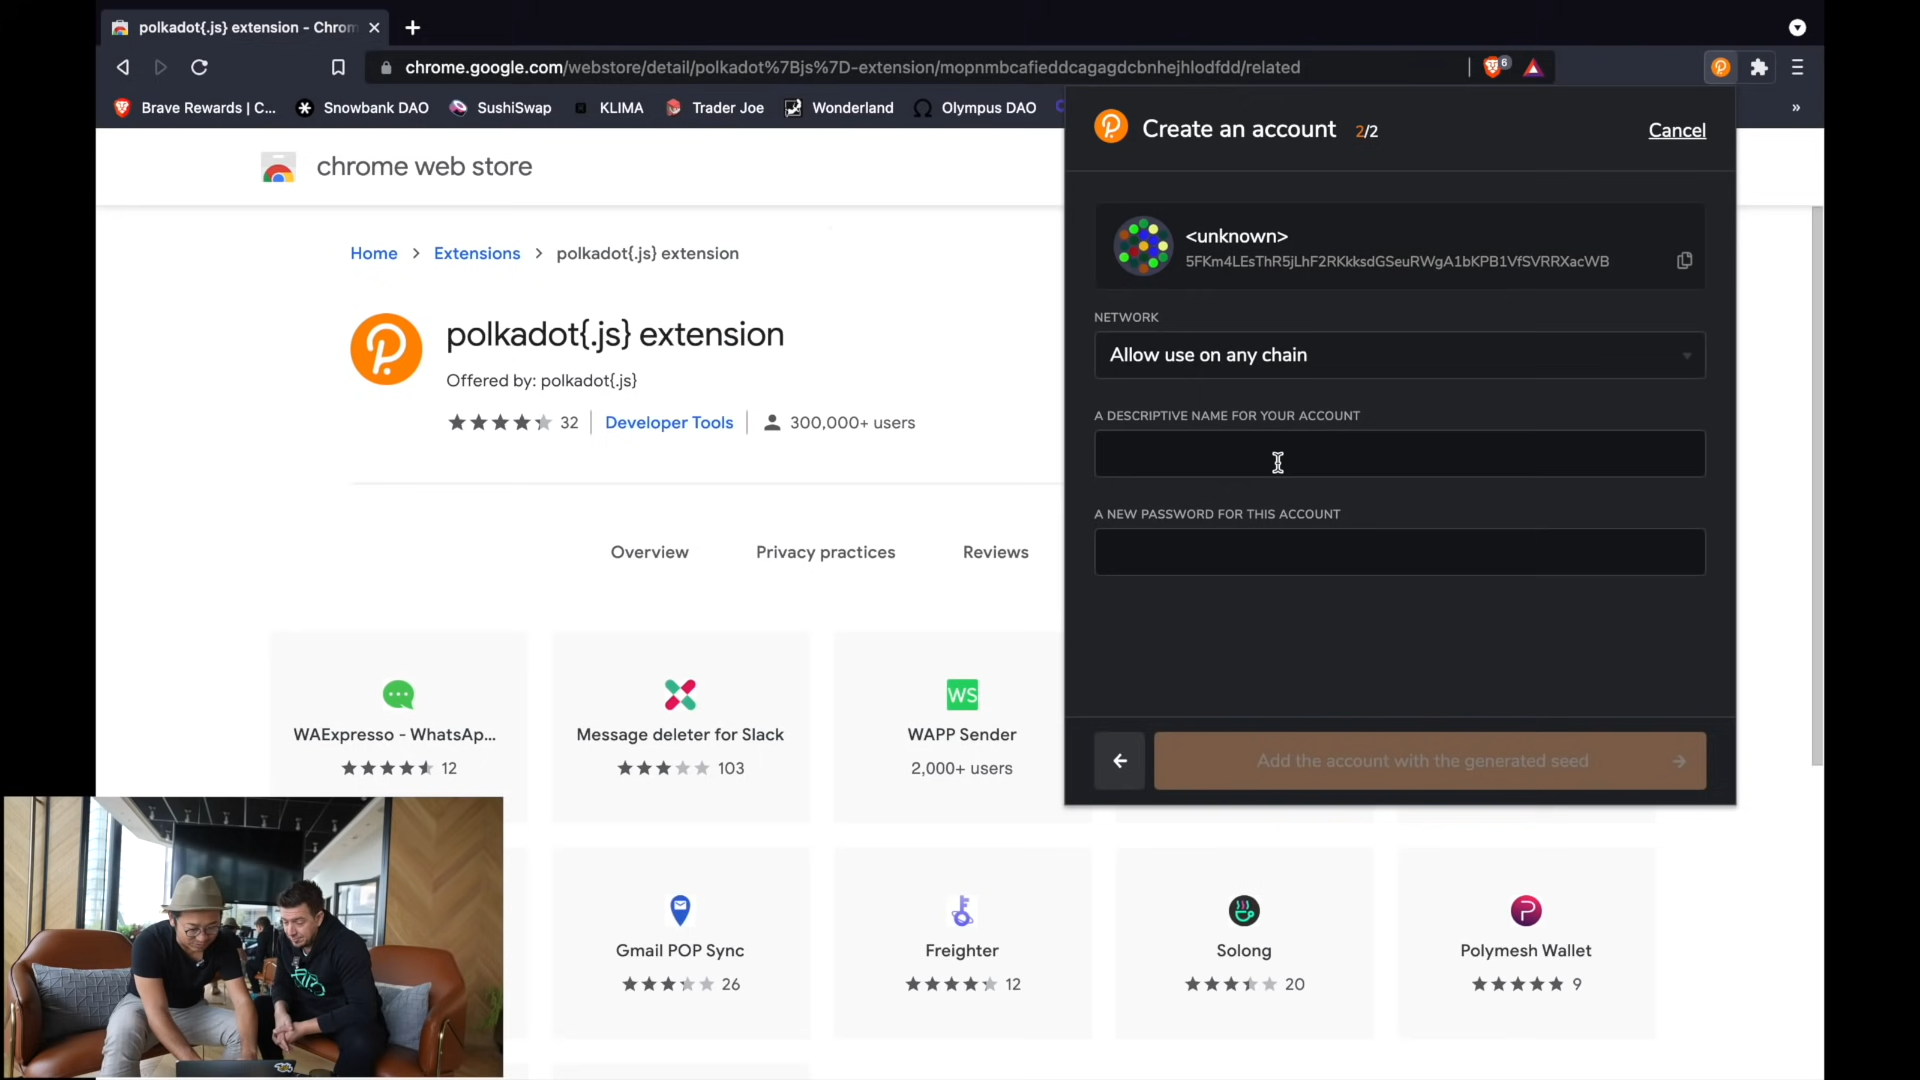 polkadot{.js} extension - Chrom
chrome.google.com/webstore/detail/polkadot%7Bjs%7D-extension/mopnmbcafieddcagagdcbnhejhlodfdd/related
6
Brave Rewards | C...
Snowbank DAO
SushiSwap
KLIMA
Trader Joe
Wonderland
Olympus DAO
»
chrome web store
Home > Extensions > polkadot{.js} extension
polkadot{.js} extension
Offered by: polkadot{.js}
32
Developer Tools
300,000+ users
Overview
Privacy practices
Reviews
WAExpresso - WhatsAp...
12
Message deleter for Slack
103
WS
WAPP Sender
2,000+ users
Gmail POP Sync
26
Freighter
12
Solong
20
Polymesh Wallet
9
Create an account 2/2
Cancel
<unknown>
5FKm4LEsThR5jLhF2RKkksdGSeuRWgA1bKPB1VfSVRRXacWB
NETWORK
Allow use on any chain
A DESCRIPTIVE NAME FOR YOUR ACCOUNT
A NEW PASSWORD FOR THIS ACCOUNT
Add the account with the generated seed